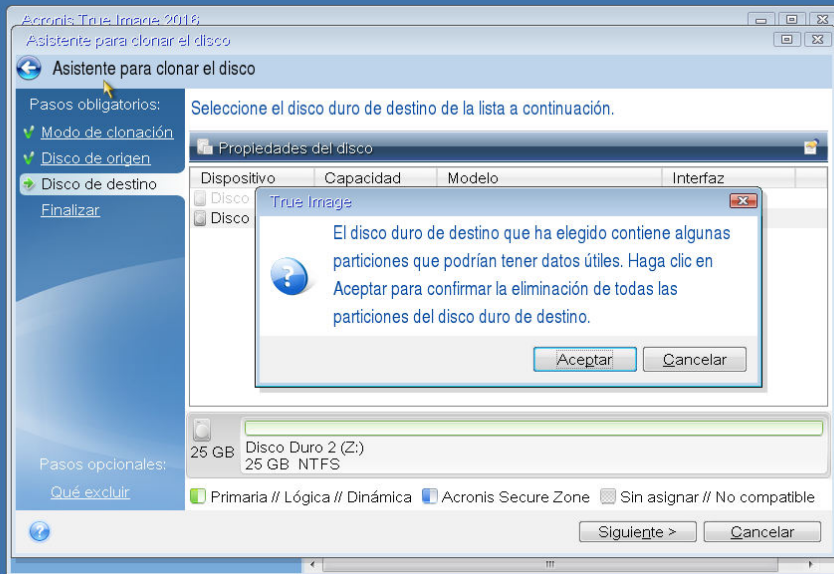 Acronis True Image 2016
Asistente para clonar el disco
Asistente para clonar el disco
Pasos obligatorios:
Modo de clonación
Disco de origen
Disco de destino
Finalizar
Seleccione el disco duro de destino de la lista a continuación.
Propiedades del disco
Dispositivo Capacidad Modelo Interfaz
Disco
Disco
True Image
El disco duro de destino que ha elegido contiene algunas
particiones que podrían tener datos útiles. Haga clic en
Aceptar para confirmar la eliminación de todas las
particiones del disco duro de destino.
Aceptar Cancelar
25 GB
Disco Duro 2 (Z:)
25 GB NTFS
Pasos opcionales:
Qué excluir
Primaria // Lógica // Dinámica Acronis Secure Zone Sin asignar // No compatible
Siguiente > Cancelar